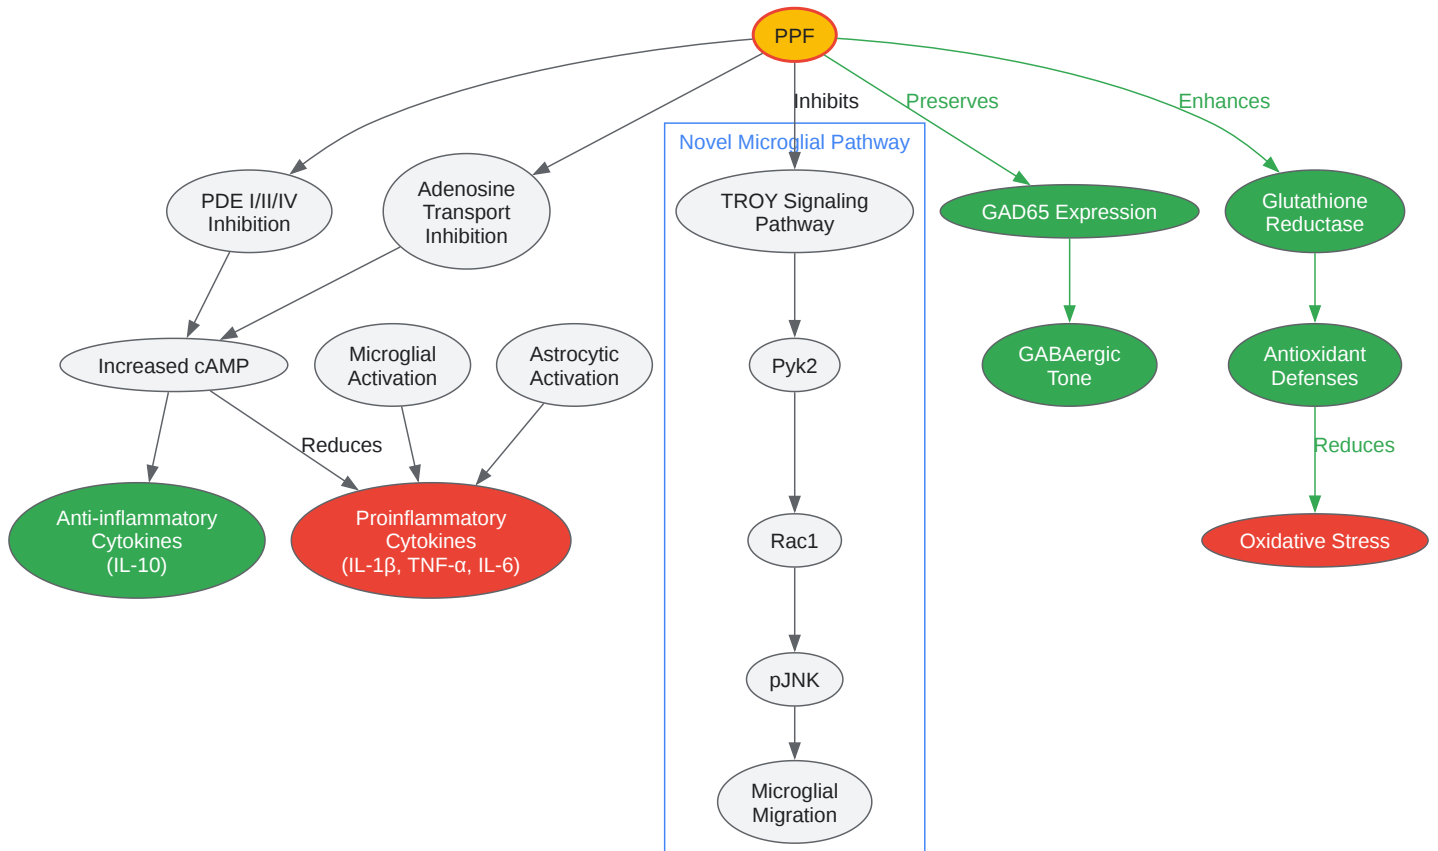 PPF
Inhibits
Preserves
Enhances
Novel Microglial Pathway
PDE I/II/IV
Inhibition
Adenosine
Transport
Inhibition
TROY Signaling
Pathway
GAD65 Expression
Glutathione
Reductase
Increased cAMP
Microglial
Activation
Astrocytic
Activation
Pyk2
GABAergic
Tone
Antioxidant
Defenses
Reduces
Reduces
Anti-inflammatory
Cytokines
(IL-10)
Proinflammatory
Cytokines
(IL-1β, TNF-α, IL-6)
Rac1
Oxidative Stress
pJNK
Microglial
Migration